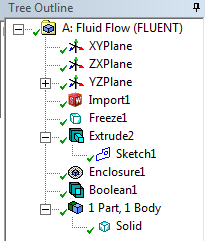 Tree Outline
A: Fluid Flow (FLUENT)
XYPlane
ZXPlane
YZPlane
Import1
Freeze1
Extrude2
Sketch1
Enclosure1
Boolean1
1 Part, 1 Body
Solid